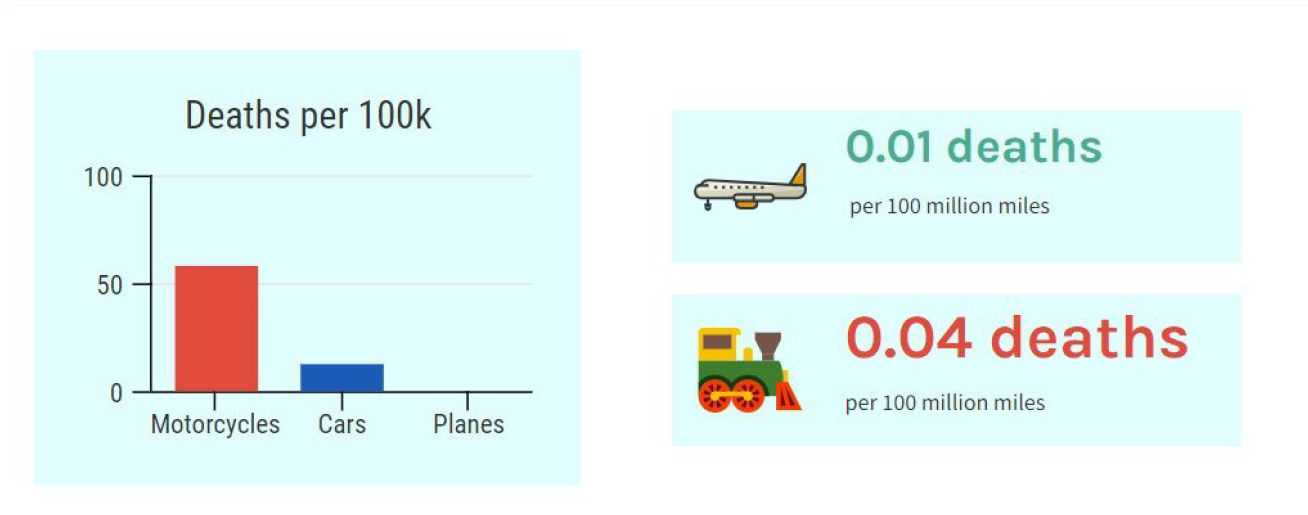 Deaths per 100k
100
50
0
Motorcycles Cars Planes
0.01 deaths
per 100 million miles
0.04 deaths
per 100 million miles